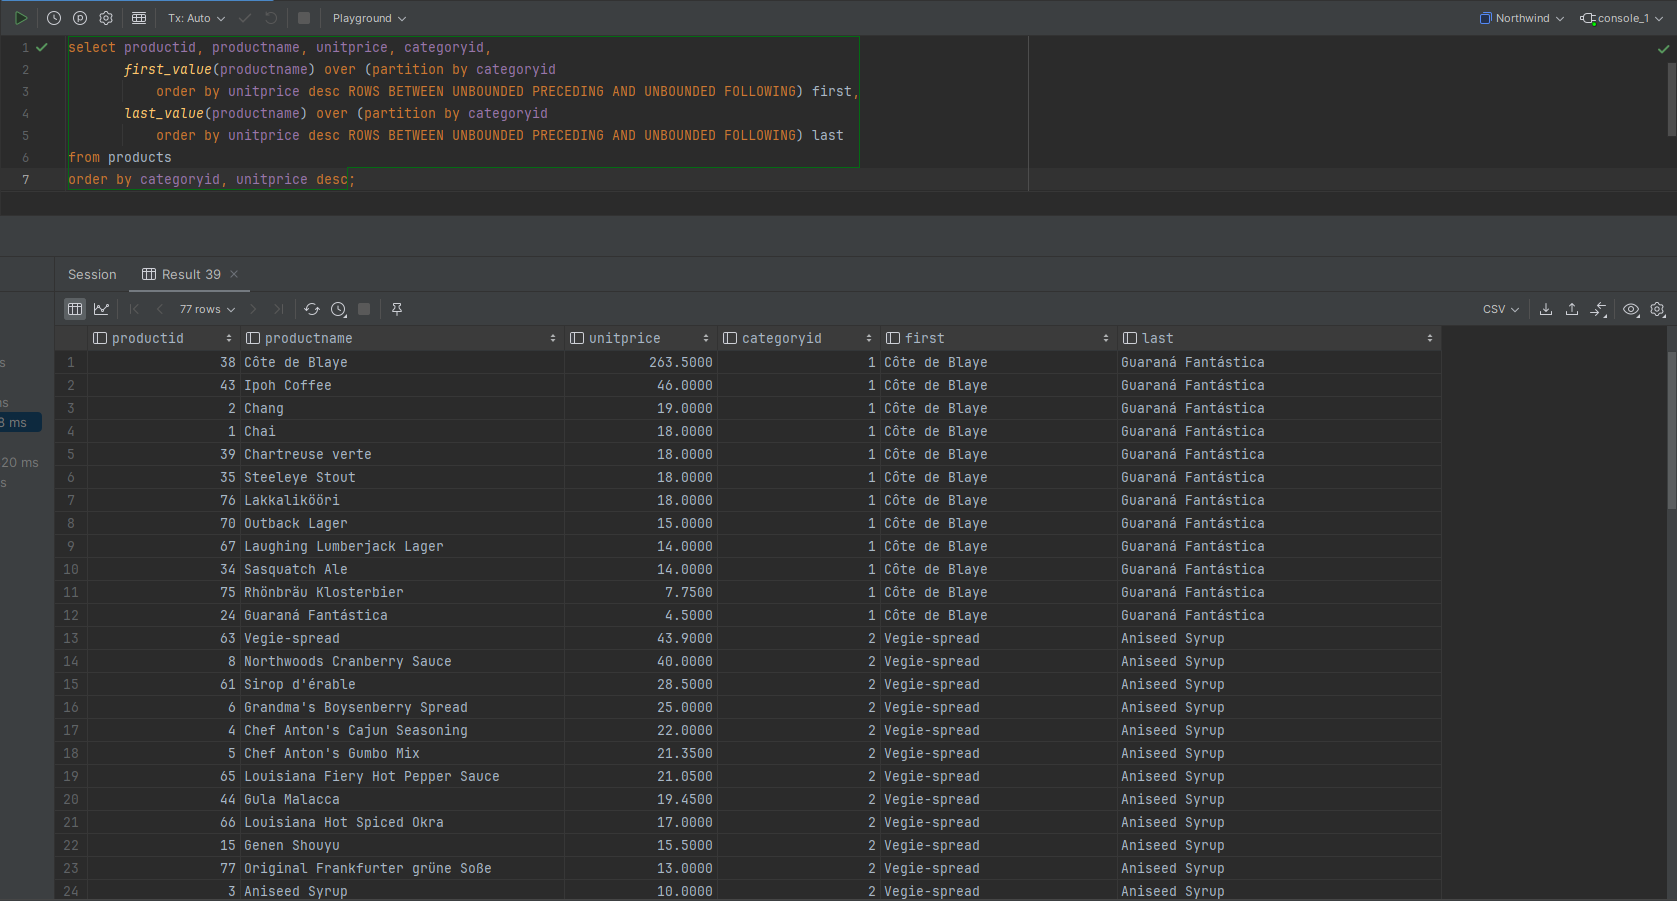 Tx: Auto Playground Northwind console_1
1 select productid, productname, unitprice, categoryid,
2 first_value(productname) over (partition by categoryid
3 order by unitprice desc ROWS BETWEEN UNBOUNDED PRECEDING AND UNBOUNDED FOLLOWING) first,
4 last_value(productname) over (partition by categoryid
5 order by unitprice desc ROWS BETWEEN UNBOUNDED PRECEDING AND UNBOUNDED FOLLOWING) last
6 from products
7 order by categoryid, unitprice desc;
Session Result 39
77 rows CSV
productid productname unitprice categoryid first last
1 38 Côte de Blaye 263.5000 1 Côte de Blaye Guaraná Fantástica
2 43 Ipoh Coffee 46.0000 1 Côte de Blaye Guaraná Fantástica
3 2 Chang 19.0000 1 Côte de Blaye Guaraná Fantástica
4 1 Chai 18.0000 1 Côte de Blaye Guaraná Fantástica
5 39 Chartreuse verte 18.0000 1 Côte de Blaye Guaraná Fantástica
6 35 Steeleye Stout 18.0000 1 Côte de Blaye Guaraná Fantástica
7 76 Lakkalikööri 18.0000 1 Côte de Blaye Guaraná Fantástica
8 70 Outback Lager 15.0000 1 Côte de Blaye Guaraná Fantástica
9 67 Laughing Lumberjack Lager 14.0000 1 Côte de Blaye Guaraná Fantástica
10 34 Sasquatch Ale 14.0000 1 Côte de Blaye Guaraná Fantástica
11 75 Rhönbräu Klosterbier 7.7500 1 Côte de Blaye Guaraná Fantástica
12 24 Guaraná Fantástica 4.5000 1 Côte de Blaye Guaraná Fantástica
13 63 Vegie-spread 43.9000 2 Vegie-spread Aniseed Syrup
14 8 Northwoods Cranberry Sauce 40.0000 2 Vegie-spread Aniseed Syrup
15 61 Sirop d'érable 28.5000 2 Vegie-spread Aniseed Syrup
16 6 Grandma's Boysenberry Spread 25.0000 2 Vegie-spread Aniseed Syrup
17 4 Chef Anton's Cajun Seasoning 22.0000 2 Vegie-spread Aniseed Syrup
18 5 Chef Anton's Gumbo Mix 21.3500 2 Vegie-spread Aniseed Syrup
19 65 Louisiana Fiery Hot Pepper Sauce 21.0500 2 Vegie-spread Aniseed Syrup
20 44 Gula Malacca 19.4500 2 Vegie-spread Aniseed Syrup
21 66 Louisiana Hot Spiced Okra 17.0000 2 Vegie-spread Aniseed Syrup
22 15 Genen Shouyu 15.5000 2 Vegie-spread Aniseed Syrup
23 77 Original Frankfurter grüne Soße 13.0000 2 Vegie-spread Aniseed Syrup
24 3 Aniseed Syrup 10.0000 2 Vegie-spread Aniseed Syrup
s
ms
8 ms
20 ms
s